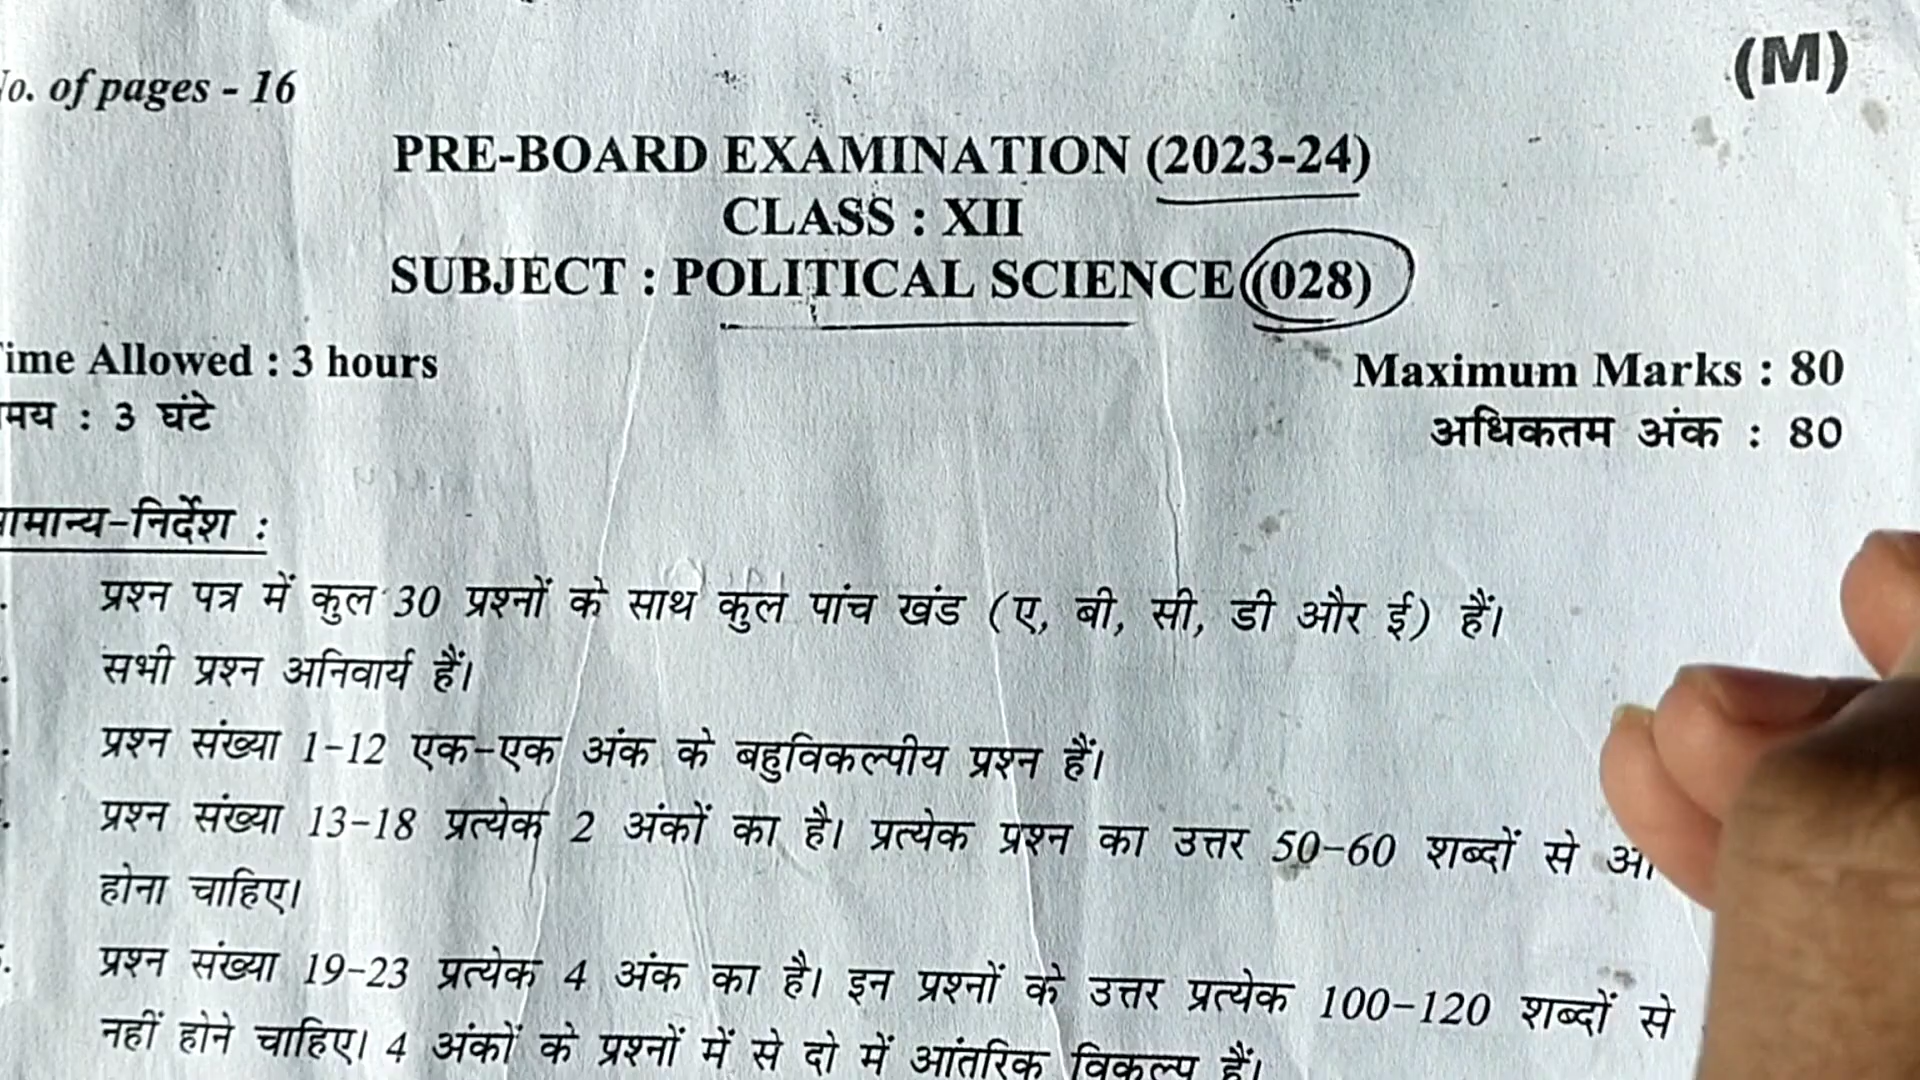 No. of pages - 16
(M)
PRE-BOARD EXAMINATION (2023-24)
CLASS : XII
SUBJECT : POLITICAL SCIENCE (028)
Time Allowed : 3 hours
Maximum Marks : 80
समय : 3 घंटे
अधिकतम अंक : 80
सामान्य-निर्देश :
प्रश्न पत्र में कुल 30 प्रश्नों के साथ कुल पांच खंड (ए, बी, सी, डी और ई) हैं।
सभी प्रश्न अनिवार्य हैं।
प्रश्न संख्या 1-12 एक-एक अंक के बहुविकल्पीय प्रश्न हैं।
प्रश्न संख्या 13-18 प्रत्येक 2 अंकों का है। प्रत्येक प्रश्न का उत्तर 50-60 शब्दों से
होना चाहिए।
प्रश्न संख्या 19-23 प्रत्येक 4 अंक का है। इन प्रश्नों के उत्तर प्रत्येक 100-120 शब्दों से
नहीं होने चाहिए। 4 अंकों के प्रश्नों में से दो में आंतरिक विकल्प हैं।